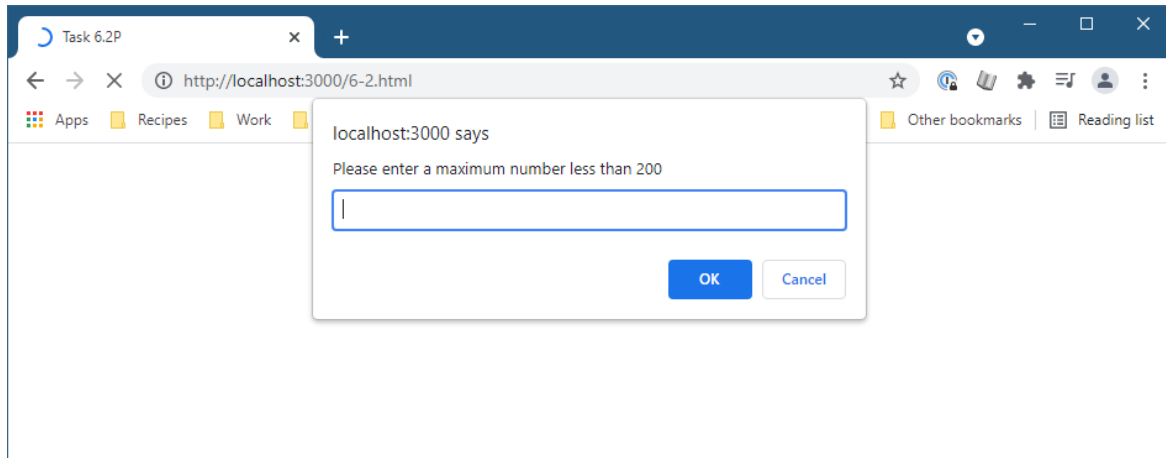 Task 6.2P
http://localhost:3000/6-2.html
Apps Recipes Work Other bookmarks Reading list
localhost:3000 says
Please enter a maximum number less than 200
OK Cancel